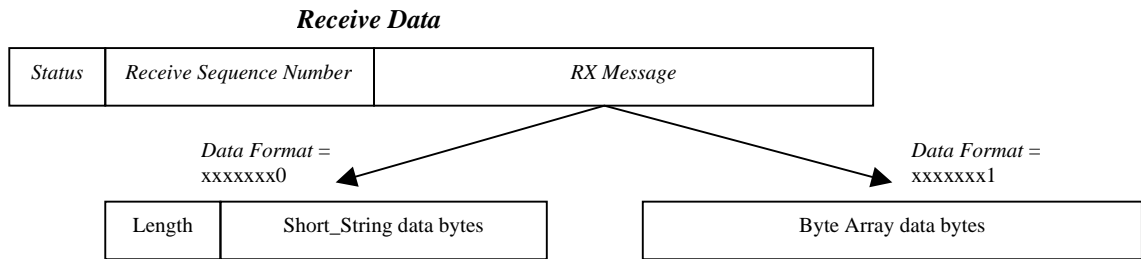 Receive Data
Status Receive Sequence Number RX Message
Data Format =
xxxxxxx0
Data Format =
xxxxxxx1
Length Short_String data bytes Byte Array data bytes